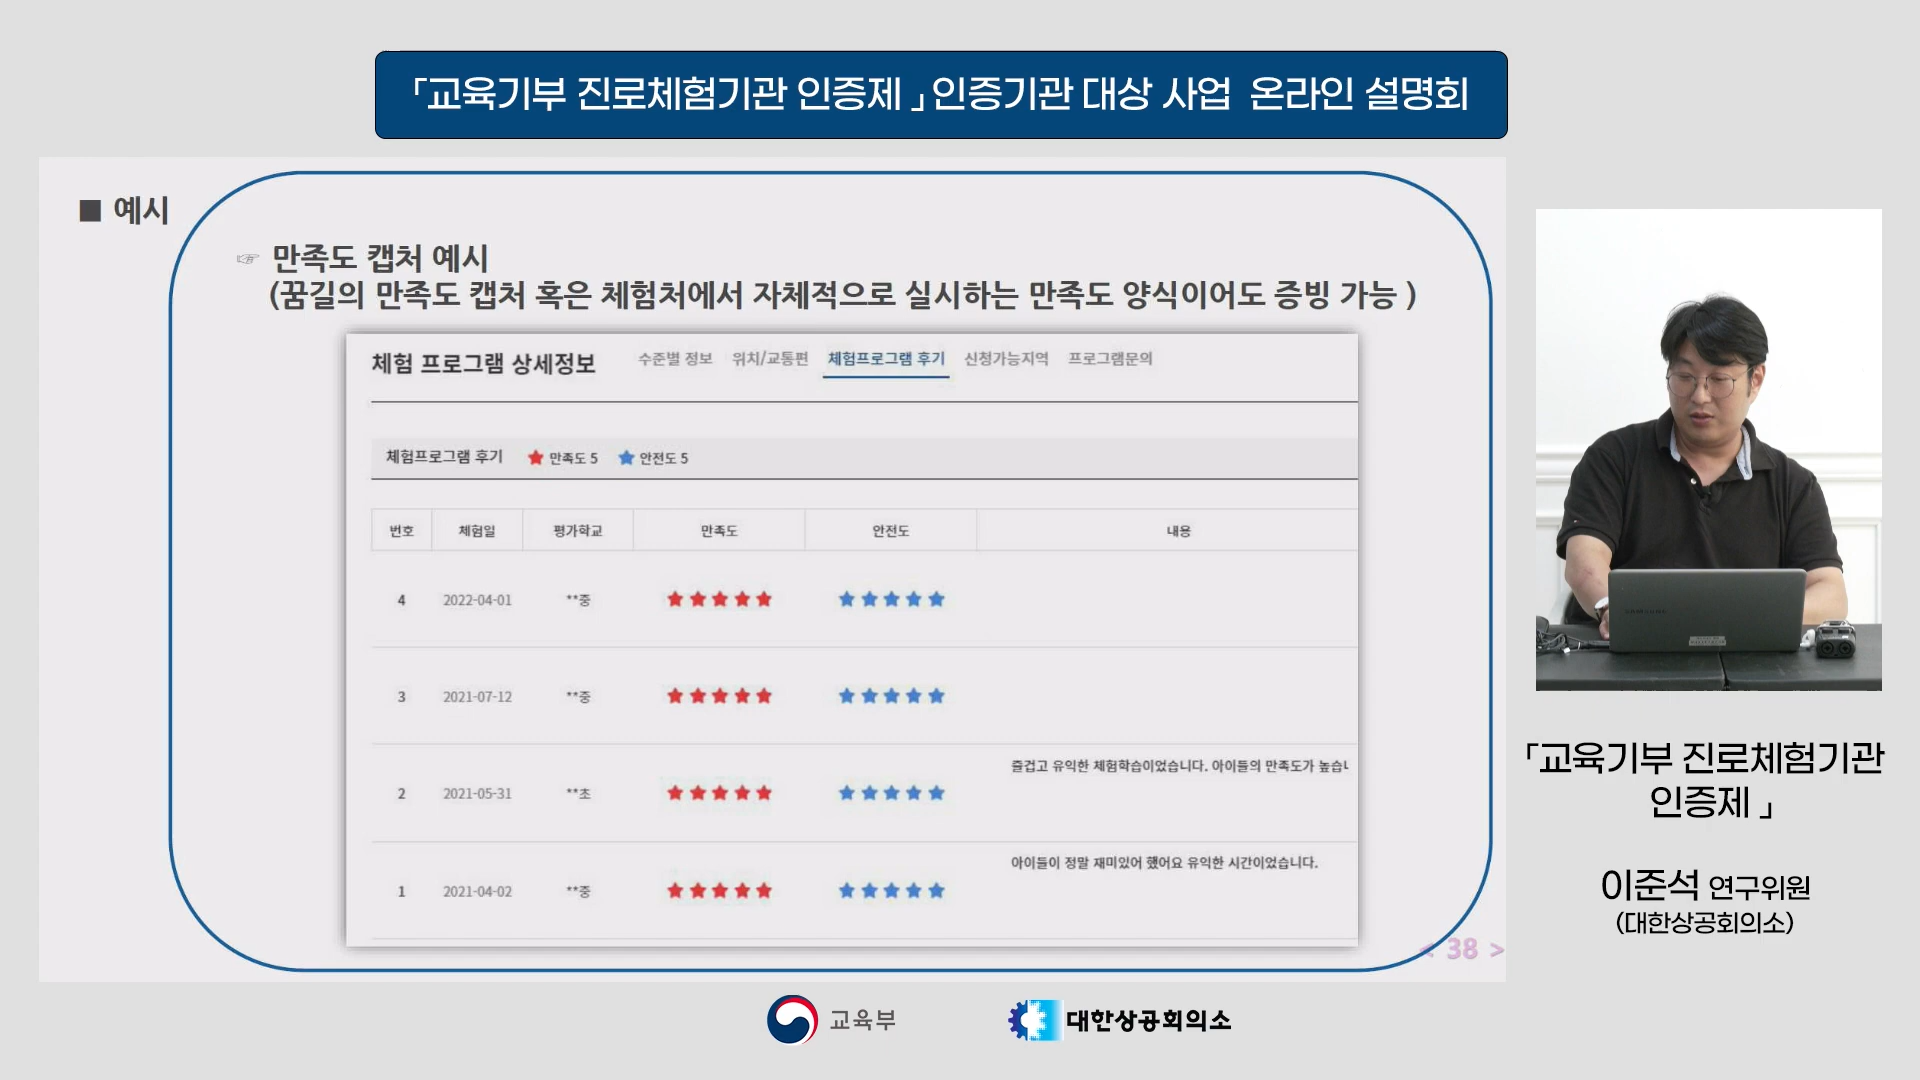 「교육기부 진로체험기관 인증제 」인증기관 대상 사업 온라인 설명회
■ 예시
☞ 만족도 캡처 예시
(꿈길의 만족도 캡처 혹은 체험처에서 자체적으로 실시하는 만족도 양식이어도 증빙 가능 )
체험 프로그램 상세정보 수준별 정보 위치/교통편 체험프로그램 후기 신청가능지역 프로그램문의
체험프로그램 후기 ★ 만족도 5 ★ 안전도 5
번호 체험일 평가학교 만족도 안전도 내용
4 2022-04-01 **중 ★★★★★ ★★★★★
3 2021-07-12 **중 ★★★★★ ★★★★★
즐겁고 유익한 체험학습이었습니다. 아이들의 만족도가
2 2021-05-31 **초 ★★★★★ ★★★★★
아이들이 정말 재미있어 했어요 유익한 시간이었습니다.
1 2021-04-02 **중 ★★★★★ ★★★★★
< 38 >
「교육기부 진로체험기관
인증제 」
이준석 연구위원
(대한상공회의소)
교육부
대한상공회의소